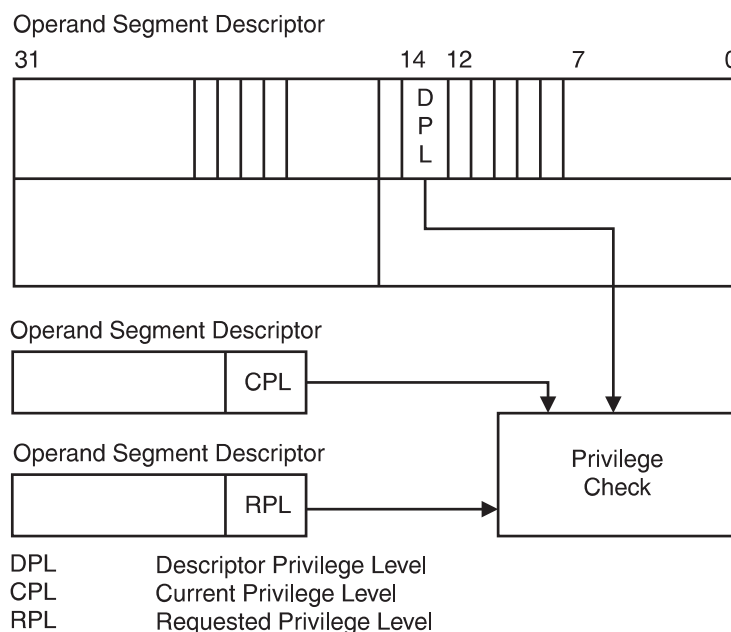 Operand Segment Descriptor
31 14 12 7 0
D
P
L
Operand Segment Descriptor
CPL
Operand Segment Descriptor
RPL
Privilege
Check
DPL Descriptor Privilege Level
CPL Current Privilege Level
RPL Requested Privilege Level